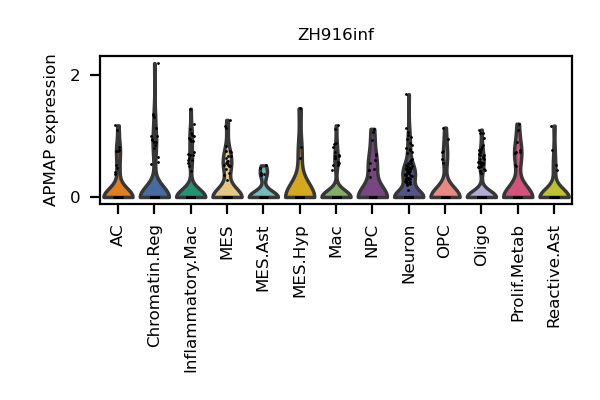 ZH916inf
APMAP expression
2
0
AC
Chromatin.Reg
Inflammatory.Mac
MES
MES.Ast
MES.Hyp
Mac
NPC
Neuron
OPC
Oligo
Prolif.Metab
Reactive.Ast